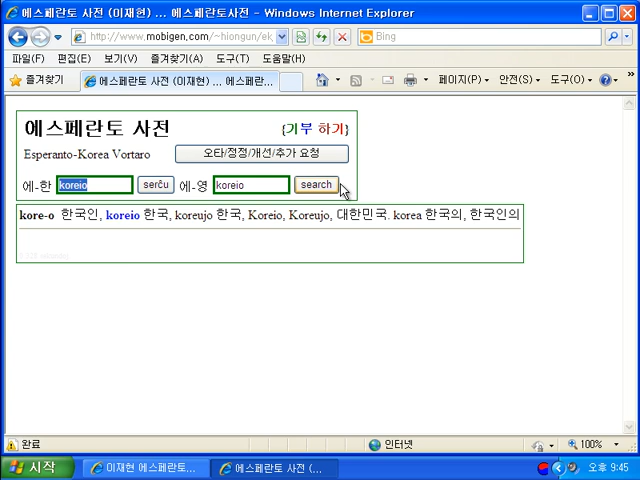 에스페란토 사전 (이재현) ... 에스페란토사전 - Windows Internet Explorer
http://www.mobigen.com/~hiongun/ek Bing
파일(F) 편집(E) 보기(V) 즐겨찾기(A) 도구(T) 도움말(H)
즐겨찾기 에스페란토 사전 (이재현) ... 에스페란... 페이지(P) 안전(S) 도구(O)
에스페란토 사전 {기부 하기}
Esperanto-Korea Vortaro 오타/정정/개선/추가 요청
에-한 koreio serĉu 에-영 koreio search
kore-o 한국인, koreio 한국, koreujo 한국, Koreio, Koreujo, 대한민국. korea 한국의, 한국인의
완료 인터넷 100%
시작 이재현 에스페란토... 에스페란토 사전 (... 오후 9:45